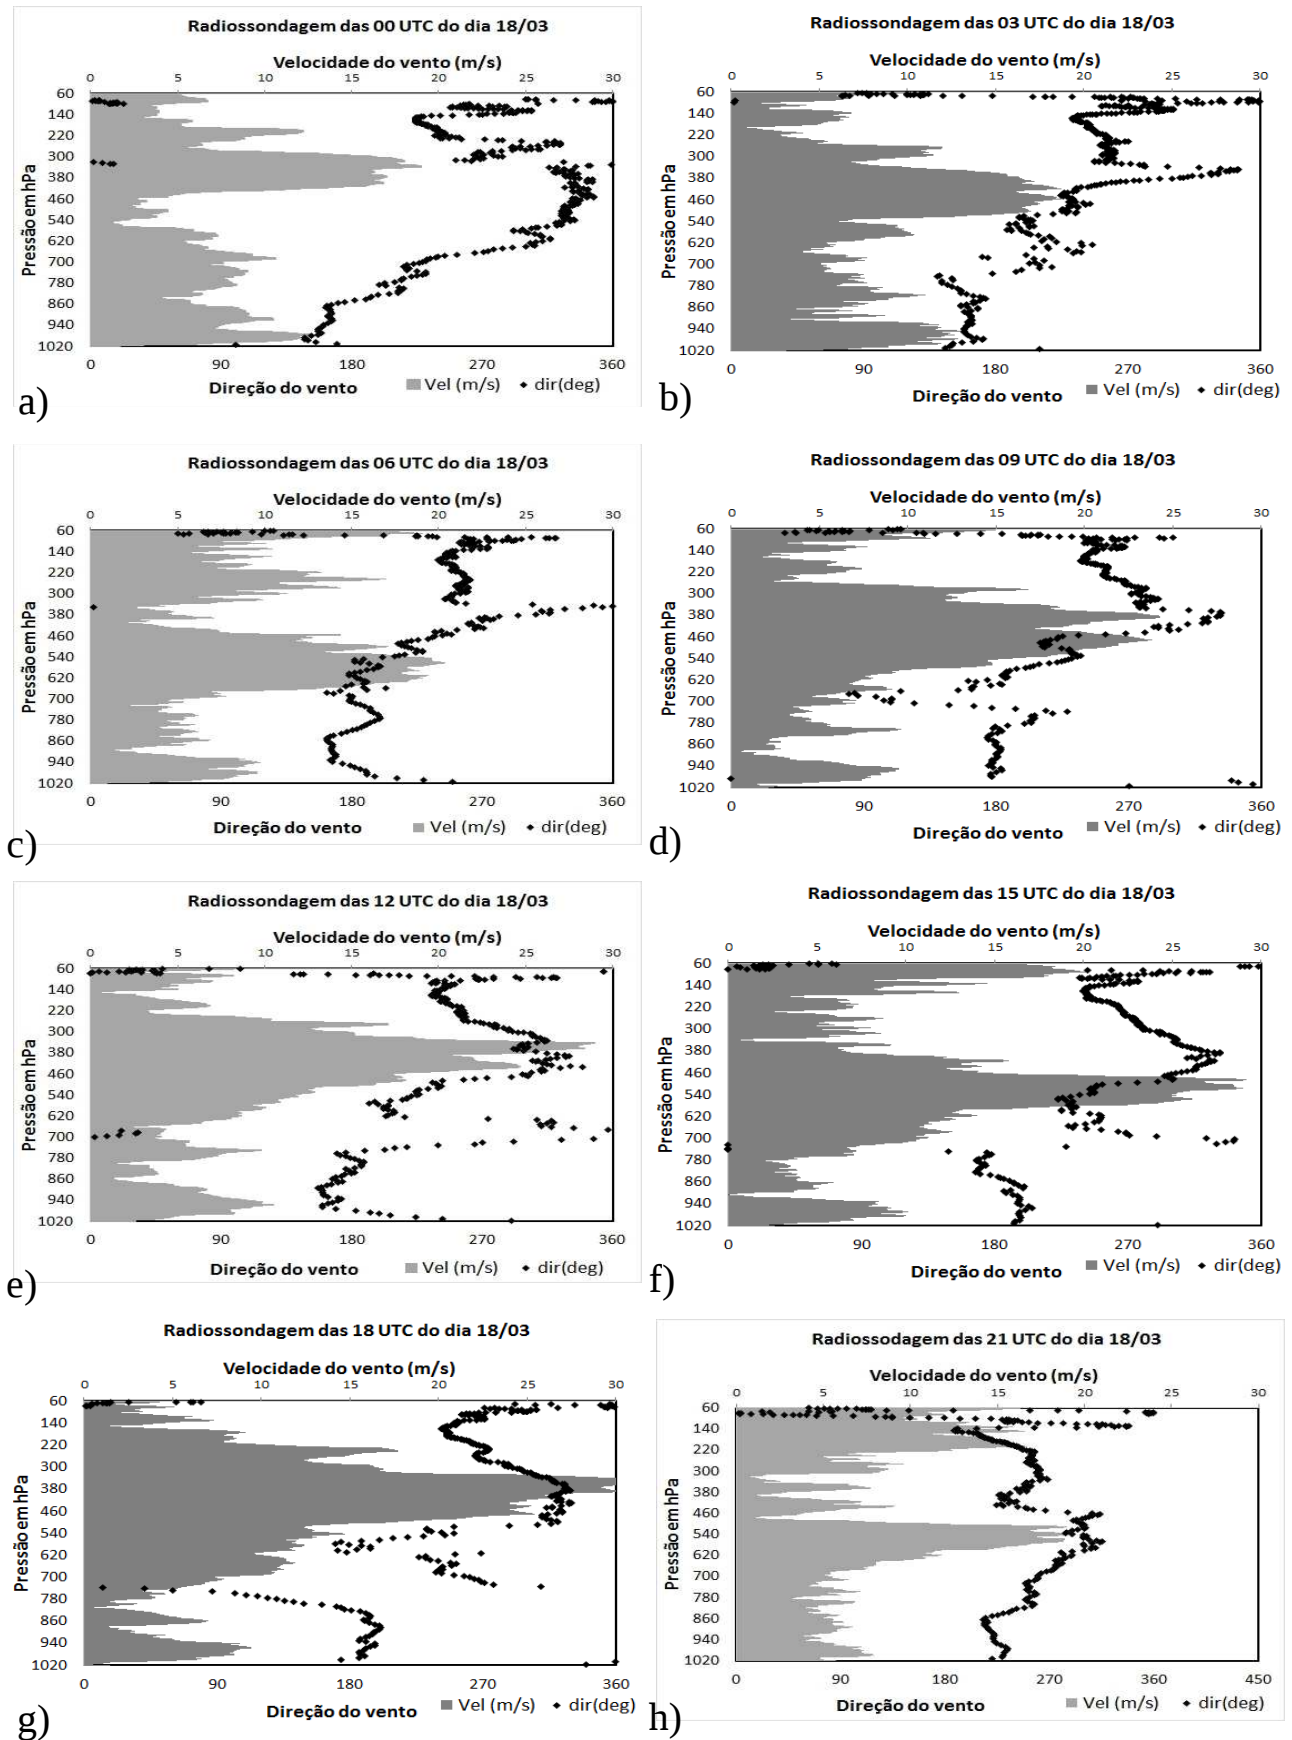 Radiossondagem das 00 UTC do dia 18/03
Velocidade do vento (m/s)
0 5 10 15 20 25 30
Pressão em hPa
60
140
220
300
380
460
540
620
700
780
860
940
1020
0 90 180 270 360
Direção do vento
Vel (m/s) dir(deg)
a)
Radiossondagem das 03 UTC do dia 18/03
Velocidade do vento (m/s)
0 5 10 15 20 25 30
Pressão em hPa
60
140
220
300
380
460
540
620
700
780
860
940
1020
0 90 180 270 360
Direção do vento
Vel (m/s) dir(deg)
b)
Radiossondagem das 06 UTC do dia 18/03
Velocidade do vento (m/s)
0 5 10 15 20 25 30
Pressão em hPa
60
140
220
300
380
460
540
620
700
780
860
940
1020
0 90 180 270 360
Direção do vento
Vel (m/s) dir(deg)
c)
Radiossondagem das 09 UTC do dia 18/03
Velocidade do vento (m/s)
0 5 10 15 20 25 30
Pressão em hPa
60
140
220
300
380
460
540
620
700
780
860
940
1020
0 90 180 270 360
Direção do vento
Vel (m/s) dir(deg)
d)
Radiossondagem das 12 UTC do dia 18/03
Velocidade do vento (m/s)
0 5 10 15 20 25 30
Pressão em hPa
60
140
220
300
380
460
540
620
700
780
860
940
1020
0 90 180 270 360
Direção do vento
Vel (m/s) dir(deg)
e)
Radiossondagem das 15 UTC do dia 18/03
Velocidade do vento (m/s)
0 5 10 15 20 25 30
Pressão em hPa
60
140
220
300
380
460
540
620
700
780
860
940
1020
0 90 180 270 360
Direção do vento
Vel (m/s) dir(deg)
f)
Radiossondagem das 18 UTC do dia 18/03
Velocidade do vento (m/s)
0 5 10 15 20 25 30
Pressão em hPa
60
140
220
300
380
460
540
620
700
780
860
940
1020
0 90 180 270 360
Direção do vento
Vel (m/s) dir(deg)
g)
Radiossodagem das 21 UTC do dia 18/03
Velocidade do vento (m/s)
0 5 10 15 20 25 30
Pressão em hPa
60
140
220
300
380
460
540
620
700
780
860
940
1020
0 90 180 270 360 450
Direção do vento
Vel (m/s) dir(deg)
h)